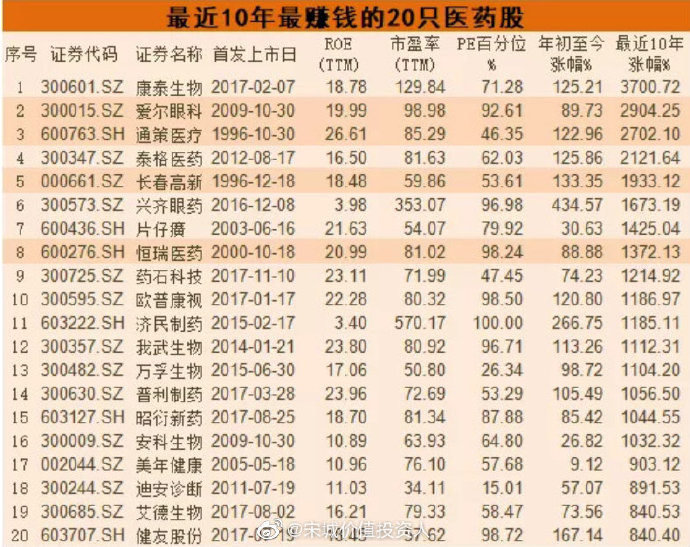 最近10年最赚钱的20只医药股
序号 证券代码 证券名称 首发上市日 ROE (TTM) 市盈率 (TTM) PE百分位 % 年初至今 涨幅% 最近10年 涨幅%
1 300601.SZ 康泰生物 2017-02-07 18.78 129.84 71.28 125.21 3700.72
2 300015.SZ 爱尔眼科 2009-10-30 19.99 98.98 92.61 89.73 2904.25
3 600763.SH 通策医疗 1996-10-30 26.61 85.29 46.35 122.96 2702.10
4 300347.SZ 泰格医药 2012-08-17 16.50 81.63 62.03 125.86 2121.64
5 000661.SZ 长春高新 1996-12-18 18.48 59.86 53.61 133.35 1933.12
6 300573.SZ 兴齐眼药 2016-12-08 3.98 353.07 96.98 434.57 1673.19
7 600436.SH 片仔癀 2003-06-16 21.63 54.07 79.92 30.63 1425.04
8 600276.SH 恒瑞医药 2000-10-18 20.99 81.02 98.24 88.88 1372.13
9 300725.SZ 药石科技 2017-11-10 23.11 71.99 47.45 74.23 1214.92
10 300595.SZ 欧普康视 2017-01-17 22.28 80.32 98.50 120.80 1186.97
11 603222.SH 济民制药 2015-02-17 3.40 570.17 100.00 266.75 1185.11
12 300357.SZ 我武生物 2014-01-21 23.80 80.92 96.71 113.26 1112.31
13 300482.SZ 万孚生物 2015-06-30 17.06 50.80 26.34 98.72 1104.20
14 300630.SZ 普利制药 2017-03-28 23.96 72.69 53.29 105.49 1056.50
15 603127.SH 昭衍新药 2017-08-25 18.70 81.34 87.88 85.42 1044.55
16 300009.SZ 安科生物 2009-10-30 10.89 63.93 64.80 26.82 1032.32
17 002044.SZ 美年健康 2005-05-18 10.96 76.10 57.68 9.12 903.12
18 300244.SZ 迪安诊断 2011-07-19 11.03 34.11 15.01 57.07 891.53
19 300685.SZ 艾德生物 2017-08-02 16.21 79.33 58.47 73.56 840.53
20 603707.SH 健友股份 98.72 167.14 840.40
@宋城价值投资人